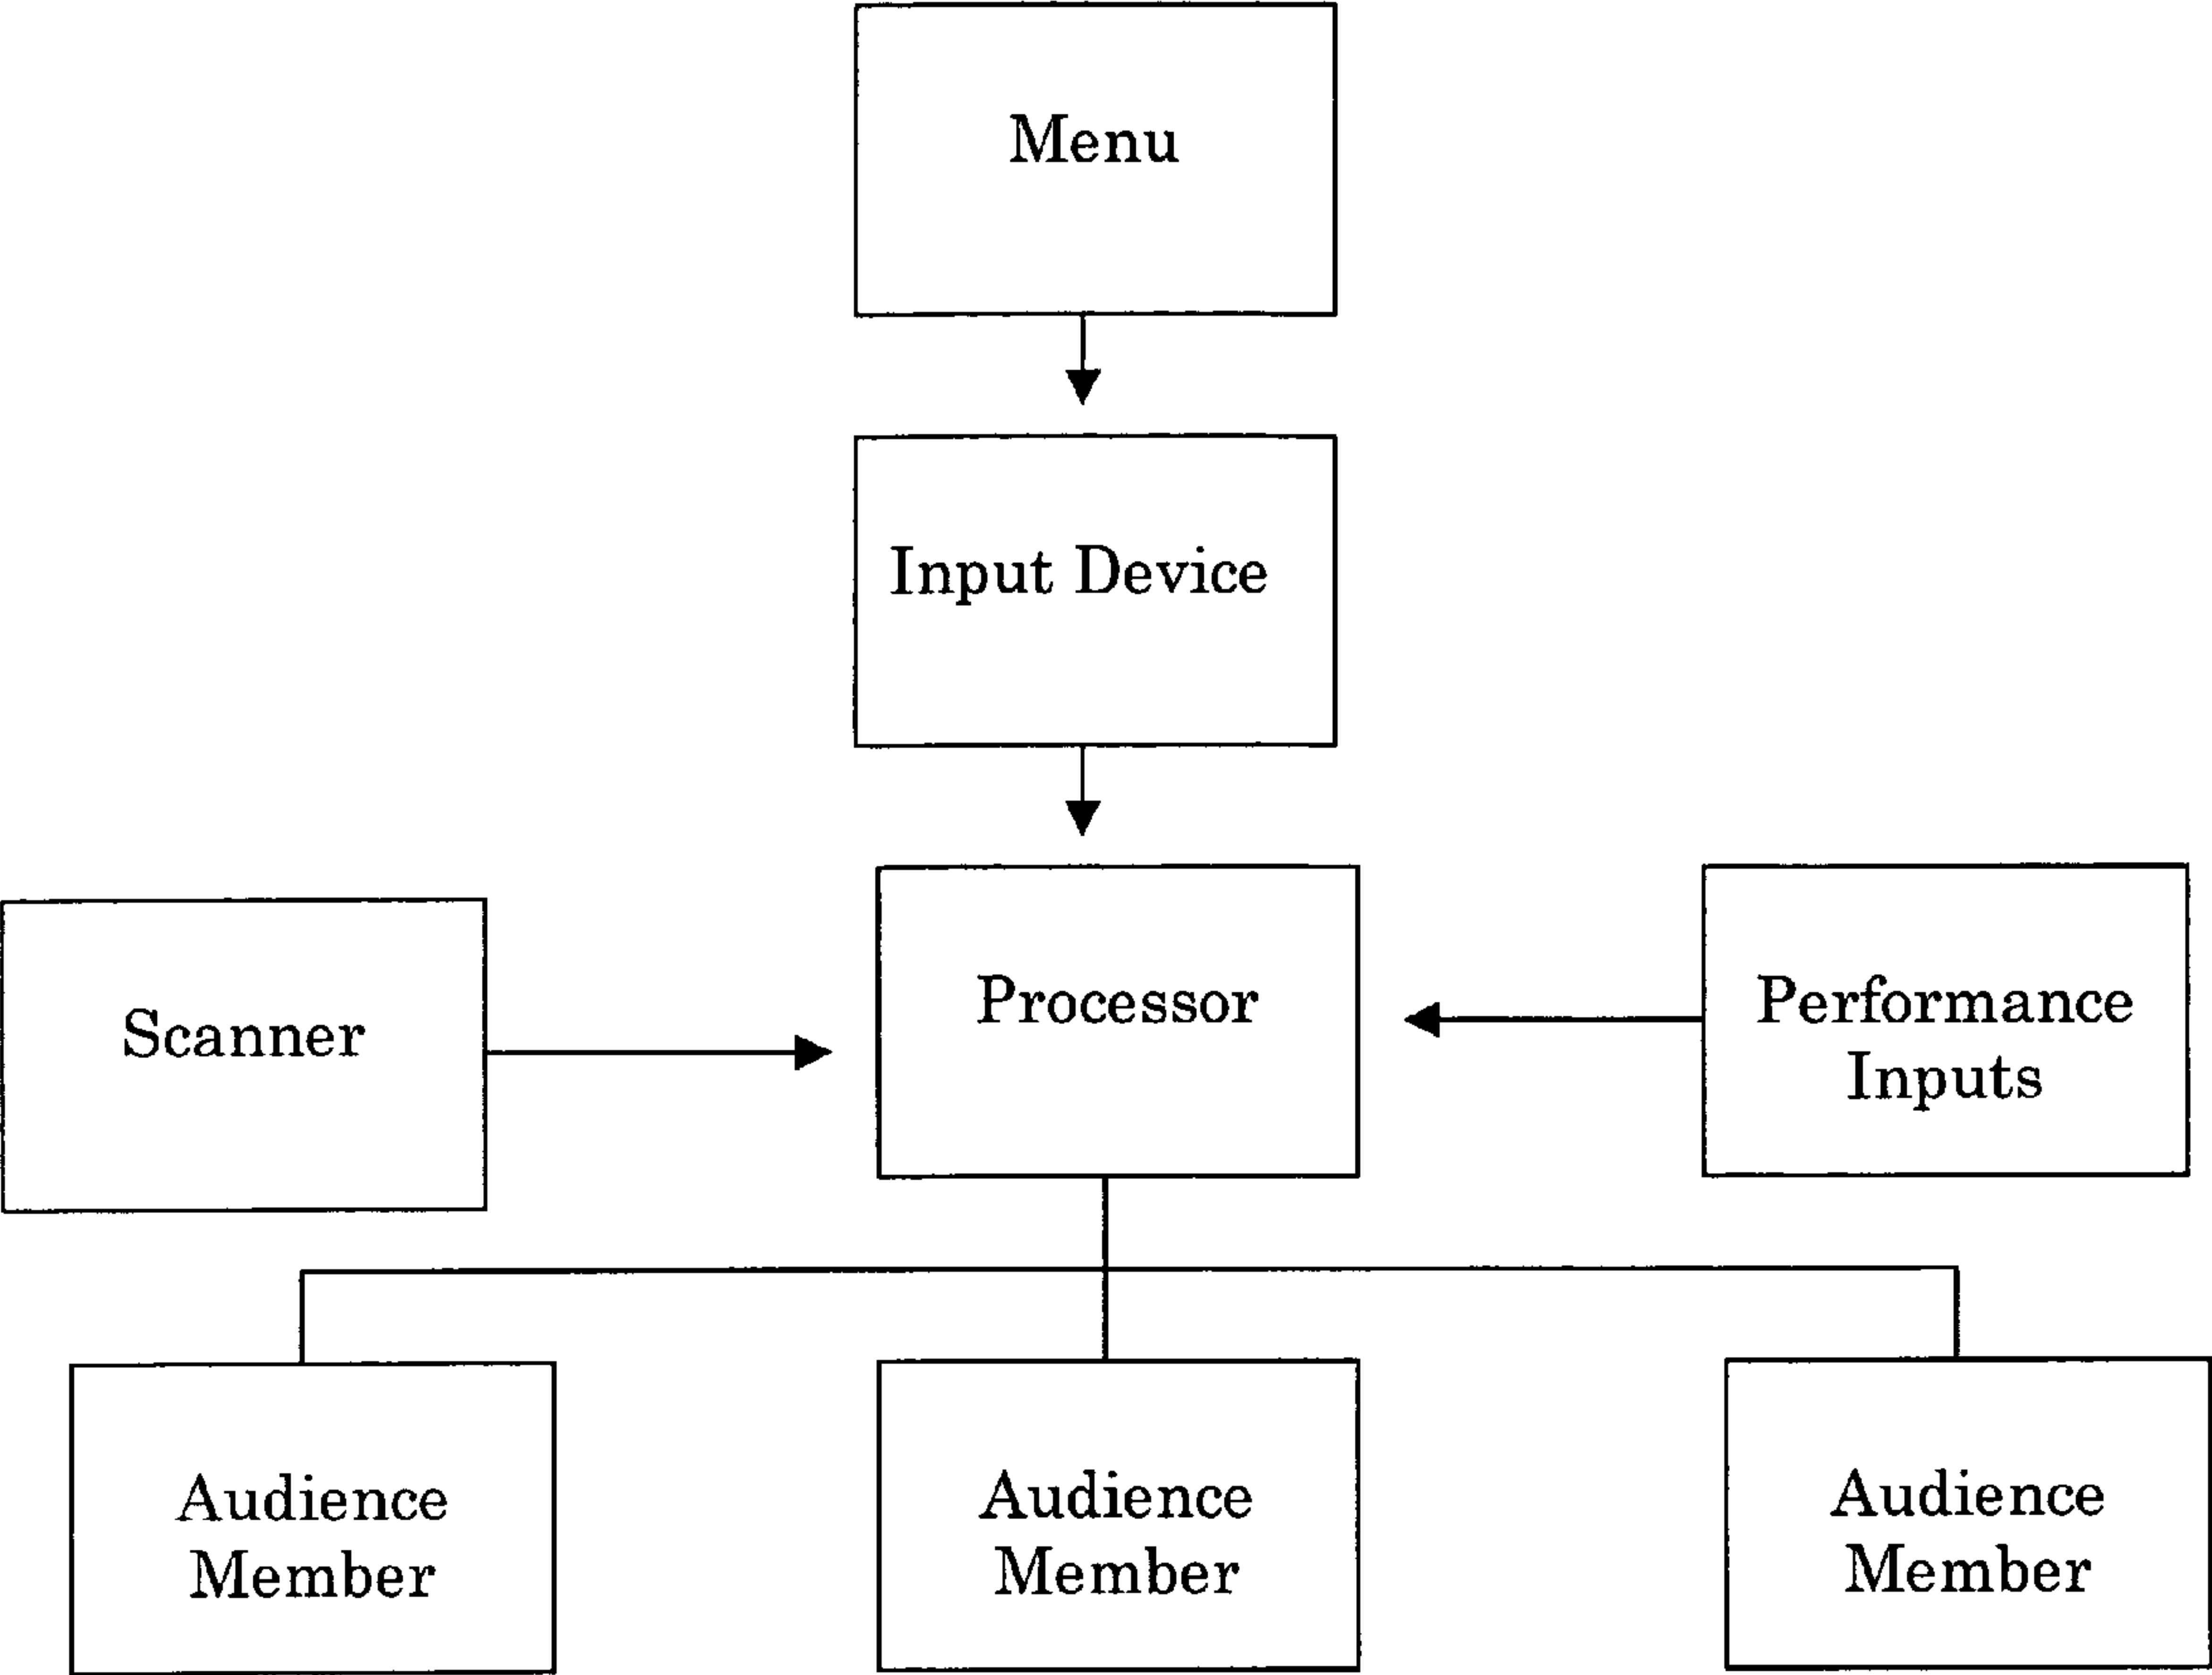 Menu
Input Device
Scanner
Processor
Performance
Inputs
Audience
Member
Audience
Member
Audience
Member